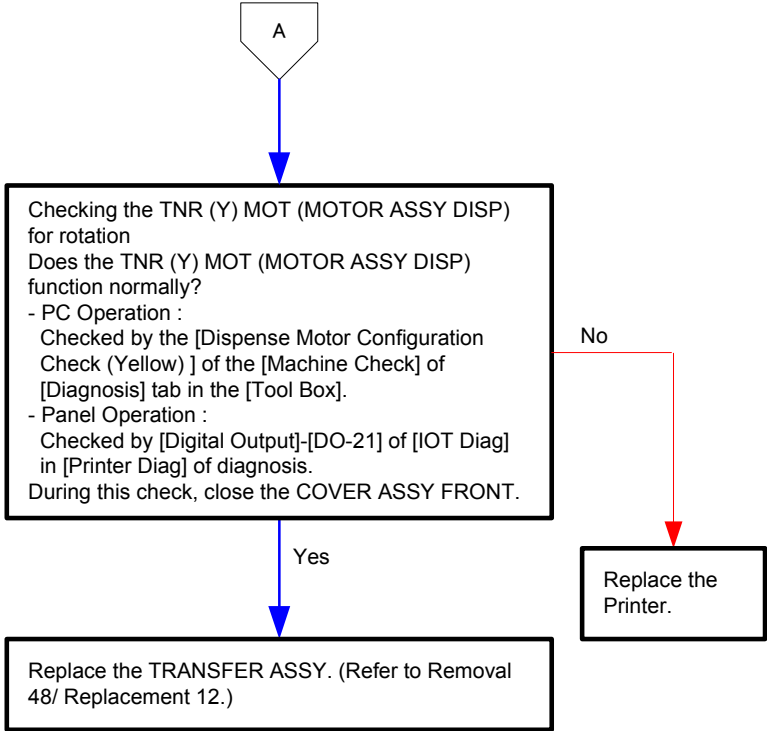 A
Checking the TNR (Y) MOT (MOTOR ASSY DISP)
for rotation
Does the TNR (Y) MOT (MOTOR ASSY DISP)
function normally?
- PC Operation :
Checked by the [Dispense Motor Configuration
Check (Yellow) ] of the [Machine Check] of
[Diagnosis] tab in the [Tool Box].
- Panel Operation :
Checked by [Digital Output]-[DO-21] of [IOT Diag]
in [Printer Diag] of diagnosis.
During this check, close the COVER ASSY FRONT.
No
Yes
Replace the
Printer.
Replace the TRANSFER ASSY. (Refer to Removal
48/ Replacement 12.)